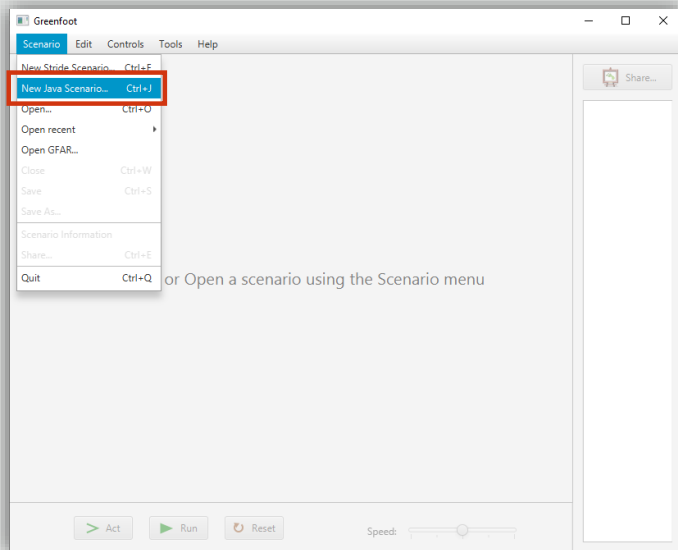 Greenfoot
Scenario Edit Controls Tools Help
New Stride Scenario... Ctrl+F
New Java Scenario... Ctrl+J
Open... Ctrl+O
Open recent
Open GFAR...
Close Ctrl+W
Save Ctrl+S
Save As...
Scenario Information
Share... Ctrl+E
Quit Ctrl+Q
Share...
or Open a scenario using the Scenario menu
Act Run Reset Speed: